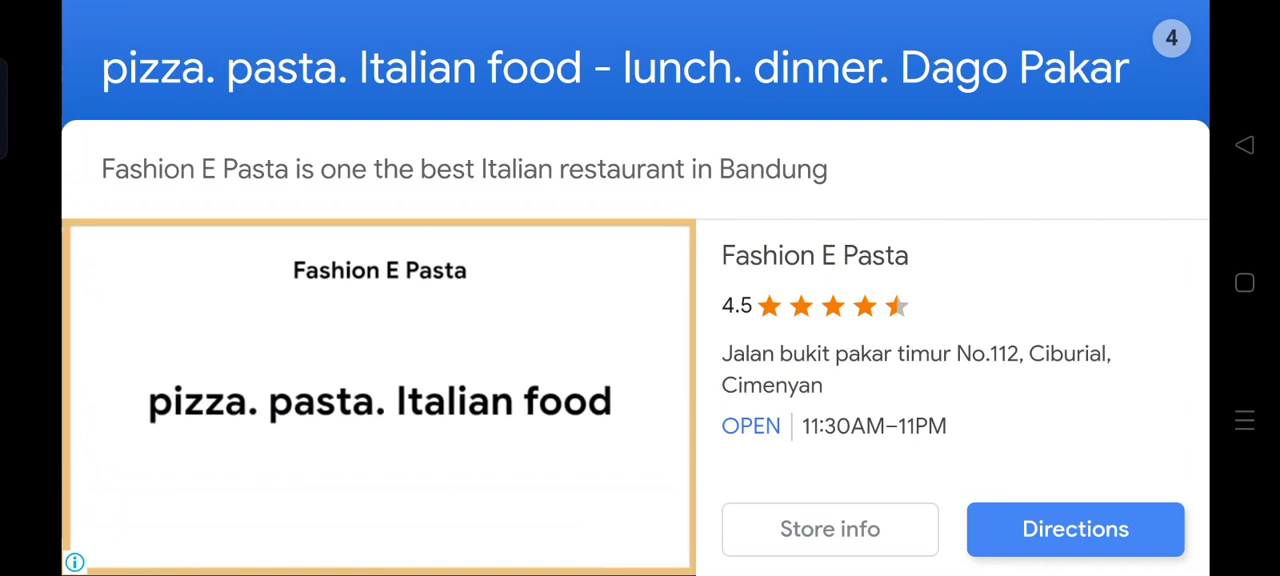 pizza. pasta. Italian food - lunch. dinner. Dago Pakar
4
Fashion E Pasta is one the best Italian restaurant in Bandung
Fashion E Pasta
pizza. pasta. Italian food
Fashion E Pasta
4.5
Jalan bukit pakar timur No.112, Ciburial,
Cimenyan
OPEN | 11:30AM–11PM
Store info
Directions